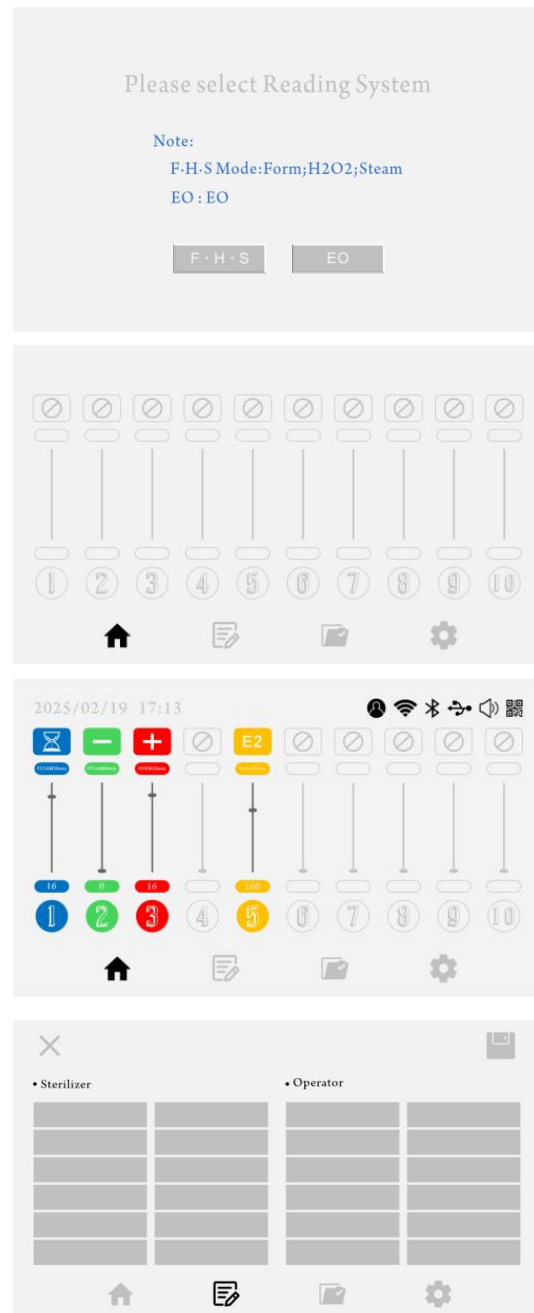 Please select Reading System
Note:
F·H·S Mode:Form;H2O2;Steam
EO : EO
F·H·S EO
1 2 3 4 5 6 7 8 9 10
2025/02/19 17:13
E2
16 0 16 160
1 2 3 4 5 6 7 8 9 10
• Sterilizer • Operator